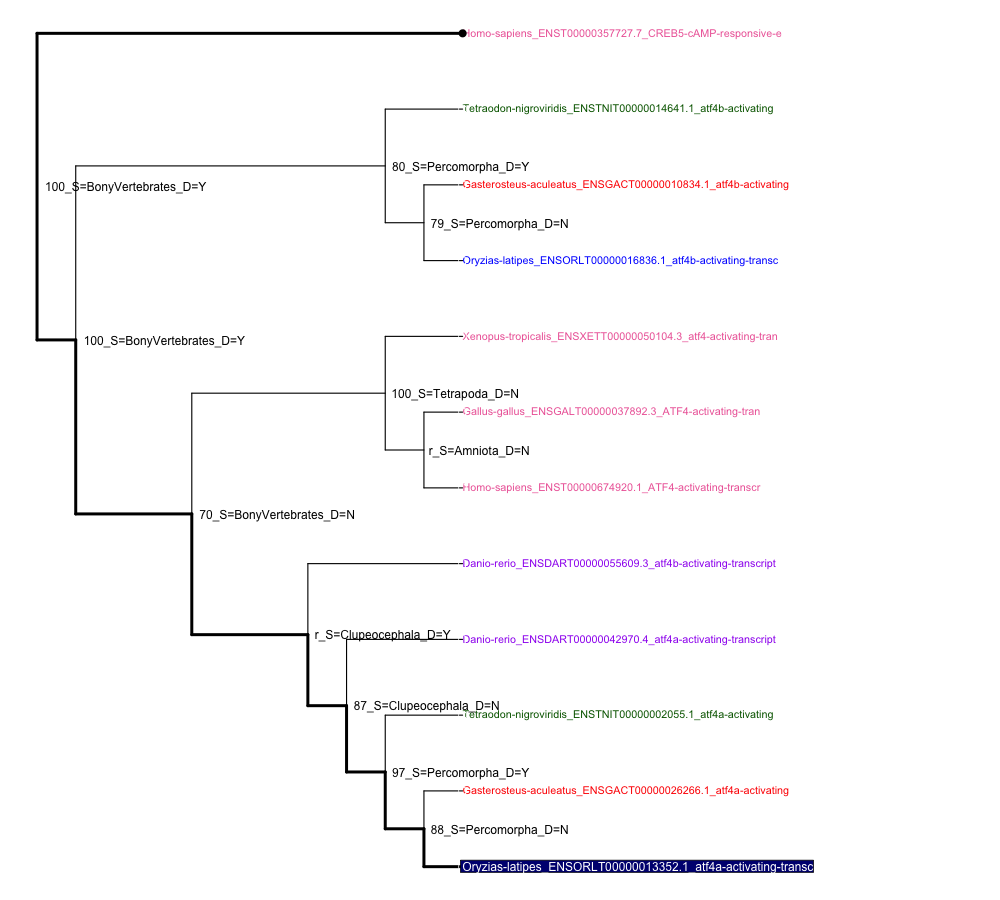 Homo-sapiens_ENST00000357727.7_CREB5-cAMP-responsive-e
Tetraodon-nigroviridis_ENSTNIT00000014641.1_atf4b-activating
80_S=Percomorpha_D=Y
Gasterosteus-aculeatus_ENSGACT00000010834.1_atf4b-activating
100_S=BonyVertebrates_D=Y
79_S=Percomorpha_D=N
Oryzias-latipes_ENSORLT00000016836.1_atf4b-activating-transc
Xenopus-tropicalis_ENSXETT00000050104.3_atf4-activating-tran
100_S=BonyVertebrates_D=Y
100_S=Tetrapoda_D=N
Gallus-gallus_ENSGALT00000037892.3_ATF4-activating-tran
r_S=Amniota_D=N
Homo-sapiens_ENST00000674920.1_ATF4-activating-transcr
70_S=BonyVertebrates_D=N
Danio-rerio_ENSDART00000055609.3_atf4b-activating-transcript
r_S=Clupeocephala_D=Y
Danio-rerio_ENSDART00000042970.4_atf4a-activating-transcript
87_S=Clupeocephala_D=N
Tetraodon-nigroviridis_ENSTNIT00000002055.1_atf4a-activating
97_S=Percomorpha_D=Y
Gasterosteus-aculeatus_ENSGACT00000026266.1_atf4a-activating
88_S=Percomorpha_D=N
Oryzias-latipes_ENSORLT00000013352.1_atf4a-activating-transc